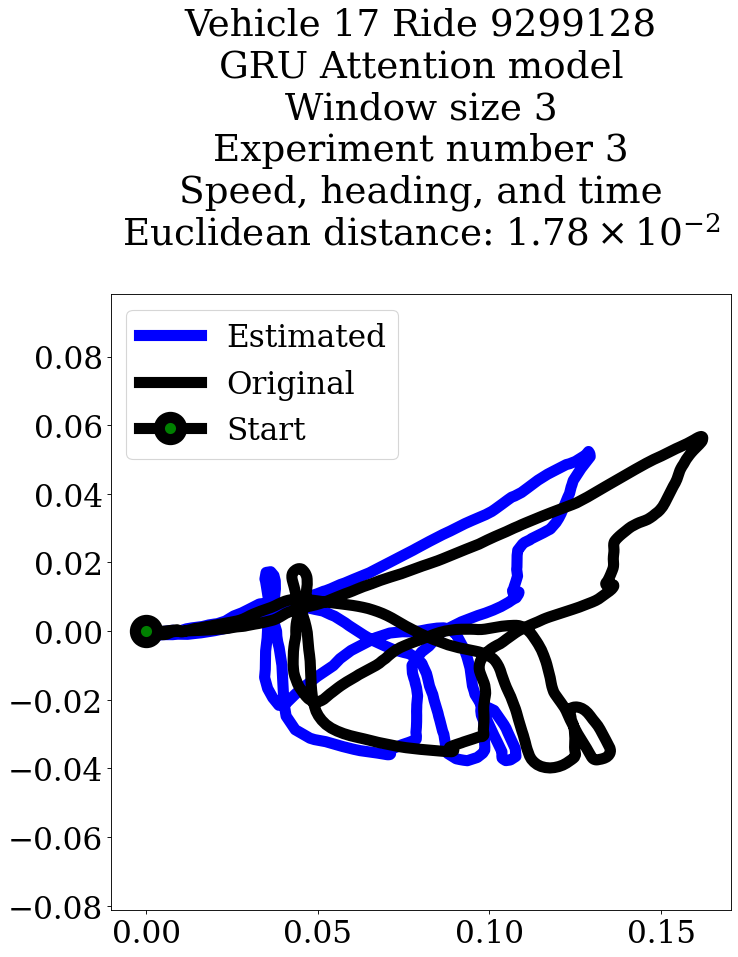 Vehicle 17 Ride 9299128
GRU Attention model
Window size 3
Experiment number 3
Speed, heading, and time
Euclidean distance: 1.78 × 10⁻²
Estimated
Original
Start
0.08
0.06
0.04
0.02
0.00
−0.02
−0.04
−0.06
−0.08
0.00 0.05 0.10 0.15